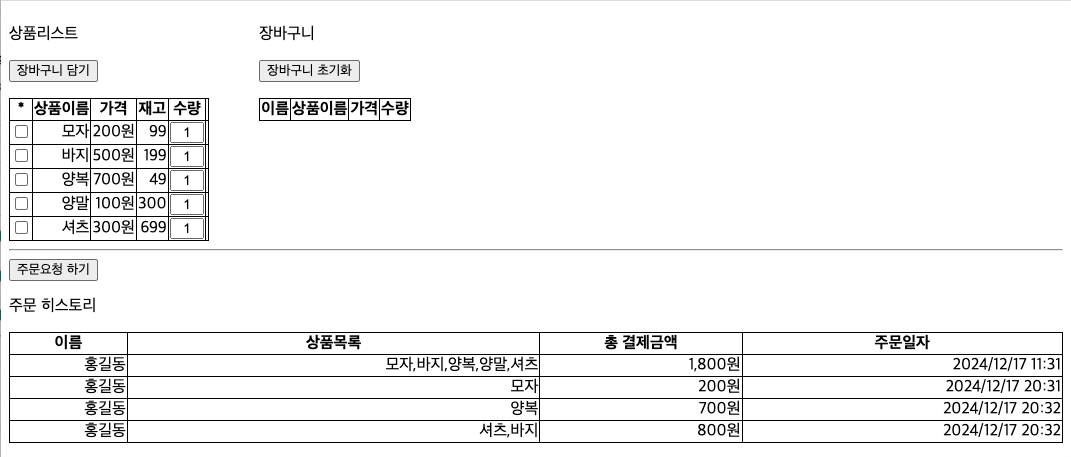 상품리스트
장바구니
장바구니 담기
장바구니 초기화
* 상품이름 가격 재고 수량
모자 200원 99 1
바지 500원 199 1
양복 700원 49 1
양말 100원 300 1
셔츠 300원 699 1
이름 상품이름 가격 수량
주문요청 하기
주문 히스토리
이름 상품목록 총 결제금액 주문일자
홍길동 모자,바지,양복,양말,셔츠 1,800원 2024/12/17 11:31
홍길동 모자 200원 2024/12/17 20:31
홍길동 양복 700원 2024/12/17 20:32
홍길동 셔츠,바지 800원 2024/12/17 20:32